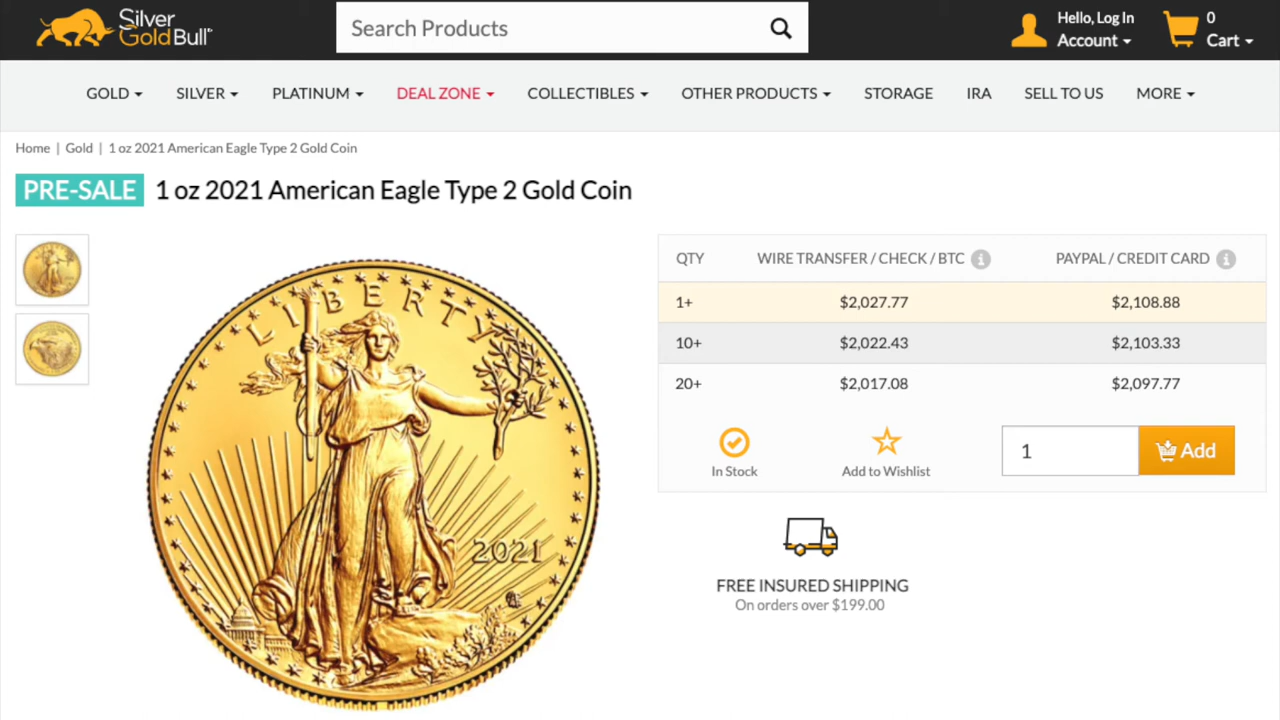 Silver
GoldBull
Search Products
Hello, Log In
Account
0
Cart
GOLD SILVER PLATINUM DEAL ZONE COLLECTIBLES OTHER PRODUCTS STORAGE IRA SELL TO US MORE
Home | Gold | 1 oz 2021 American Eagle Type 2 Gold Coin
PRE-SALE 1 oz 2021 American Eagle Type 2 Gold Coin
LIBERTY
2021
QTY WIRE TRANSFER / CHECK / BTC PAYPAL / CREDIT CARD
1+ $2,027.77 $2,108.88
10+ $2,022.43 $2,103.33
20+ $2,017.08 $2,097.77
In Stock
Add to Wishlist
1
Add
FREE INSURED SHIPPING
On orders over $199.00